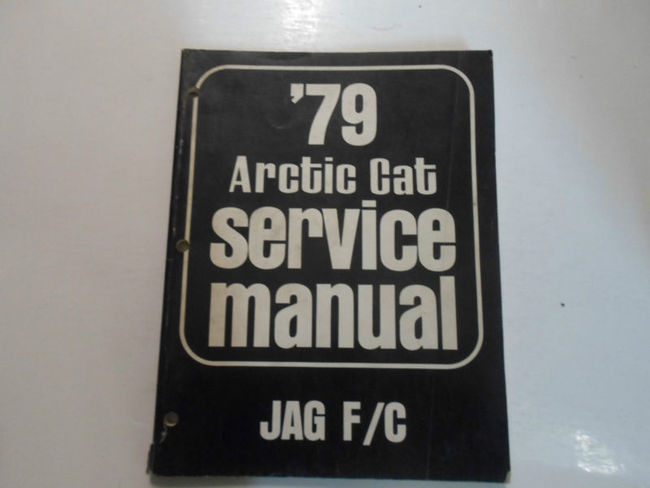 '79
Arctic Cat
service
manual
JAG F/C